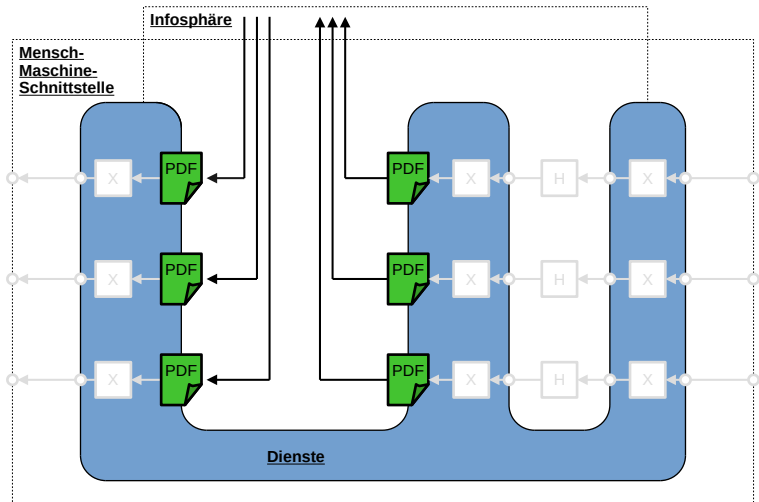 Infosphäre
Mensch-
Maschine-
Schnittstelle
X PDF PDF X H X
X PDF PDF X H X
X PDF PDF X H X
Dienste